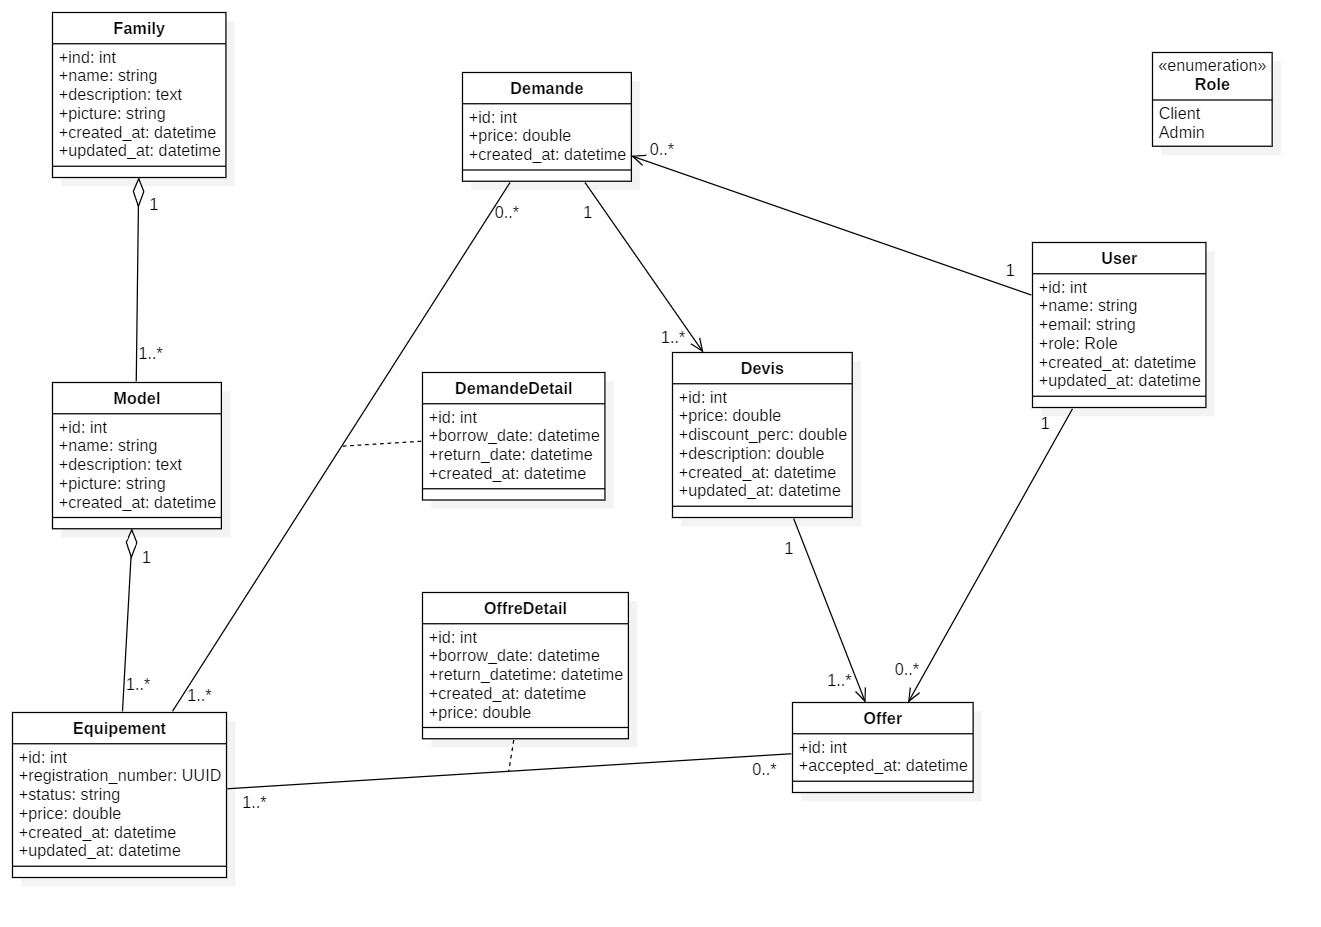 Family
+ind: int
+name: string
+description: text
+picture: string
+created_at: datetime
+updated_at: datetime
1
1..*
Model
+id: int
+name: string
+description: text
+picture: string
+created_at: datetime
1
1..*
Equipement
+id: int
+registration_number: UUID
+status: string
+price: double
+created_at: datetime
+updated_at: datetime
1..*
1..*
Demande
+id: int
+price: double
+created_at: datetime
0..*
0..*
1
1..*
DemandeDetail
+id: int
+borrow_date: datetime
+return_date: datetime
+created_at: datetime
OffreDetail
+id: int
+borrow_date: datetime
+return_datetime: datetime
+created_at: datetime
+price: double
Devis
+id: int
+price: double
+discount_perc: double
+description: double
+created_at: datetime
+updated_at: datetime
1
1..*
0..*
0..*
Offer
+id: int
+accepted_at: datetime
«enumeration»
Role
Client
Admin
1
User
+id: int
+name: string
+email: string
+role: Role
+created_at: datetime
+updated_at: datetime
1